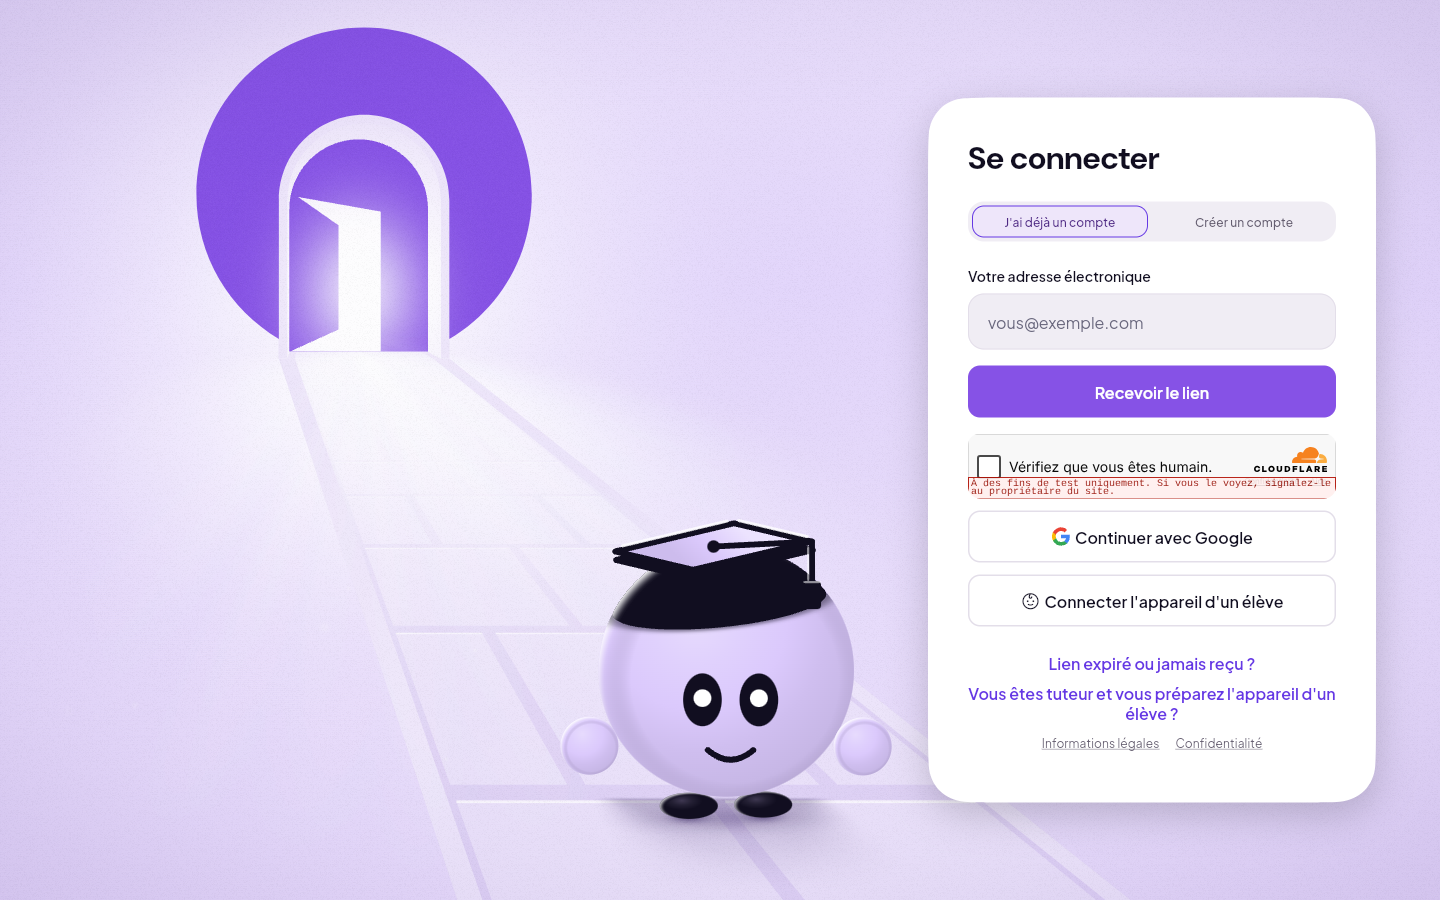 Se connecter
J'ai déjà un compte
Créer un compte
Votre adresse électronique
vous@exemple.com
Recevoir le lien
Vérifiez que vous êtes humain.
CLOUDFLARE
À des fins de test uniquement. Si vous le voyez, signalez-le
au propriétaire du site.
Continuer avec Google
Connecter l'appareil d'un élève
Lien expiré ou jamais reçu ?
Vous êtes tuteur et vous préparez l'appareil d'un
élève ?
Informations légales
Confidentialité